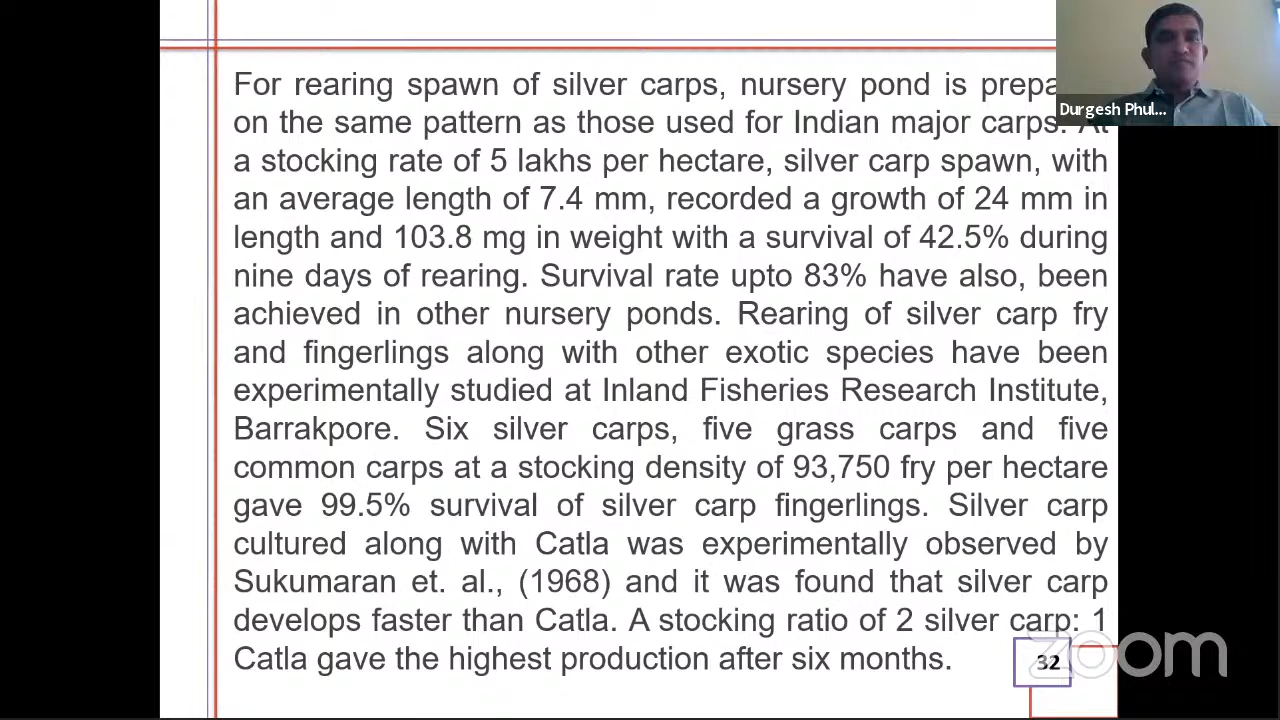 For rearing spawn of silver carps, nursery pond is
on the same pattern as those used for Indian major carps.
a stocking rate of 5 lakhs per hectare, silver carp spawn, with
an average length of 7.4 mm, recorded a growth of 24 mm in
length and 103.8 mg in weight with a survival of 42.5% during
nine days of rearing. Survival rate upto 83% have also, been
achieved in other nursery ponds. Rearing of silver carp fry
and fingerlings along with other exotic species have been
experimentally studied at Inland Fisheries Research Institute,
Barrakpore. Six silver carps, five grass carps and five
common carps at a stocking density of 93,750 fry per hectare
gave 99.5% survival of silver carp fingerlings. Silver carp
cultured along with Catla was experimentally observed by
Sukumaran et. al., (1968) and it was found that silver carp
develops faster than Catla. A stocking ratio of 2 silver carp: 1
Catla gave the highest production after six months.
Durgesh Phul...
32
zoom